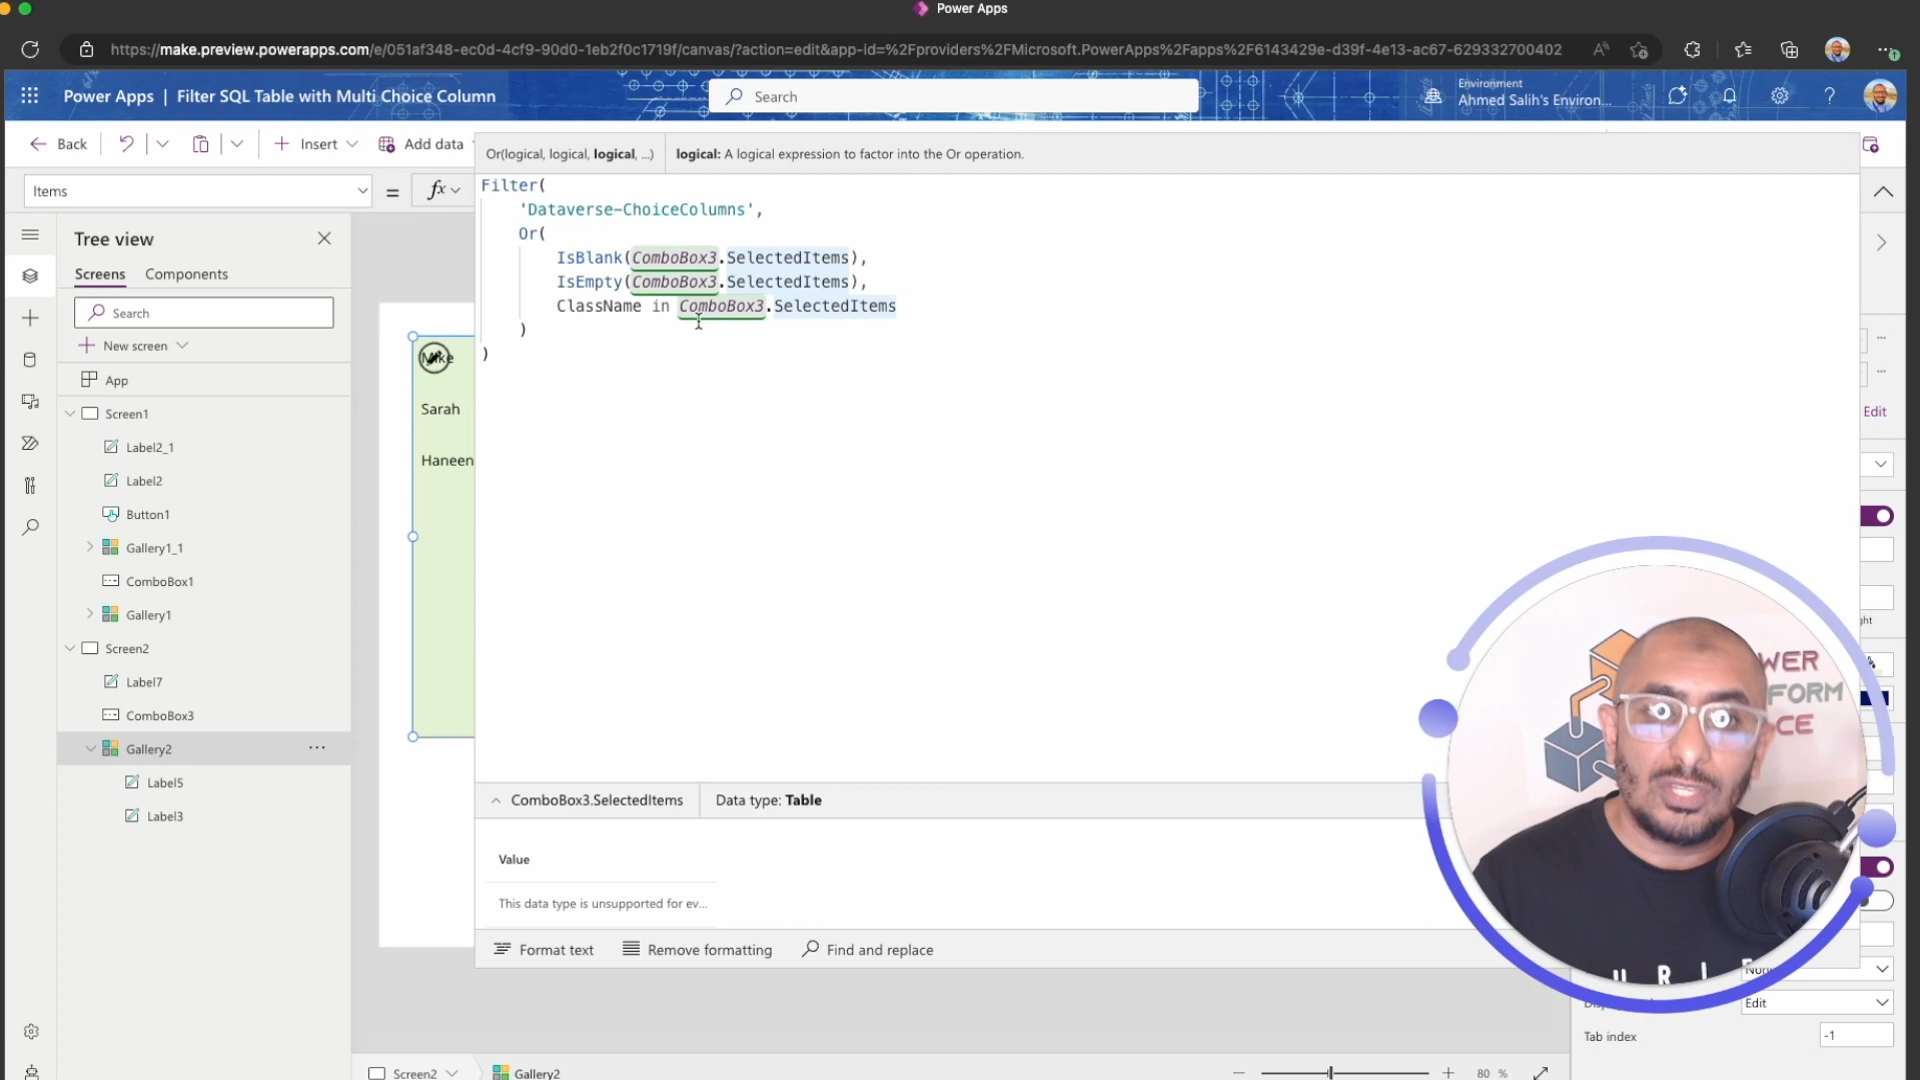 Power Apps
https://make.preview.powerapps.com/e/051af348-ec0d-4cf9-90d0-1eb2f0c1719f/canvas/?action=edit&app-id=%2Fproviders%2FMicrosoft.PowerApps%2Fapps%2F6143429e-d39f-4e13-ac67-629332700402
Power Apps | Filter SQL Table with Multi Choice Column
Search
Environment
Ahmed Salih's Environ...
Back
Insert
Add data
Or(logical, logical, logical, ...)
logical: A logical expression to factor into the Or operation.
Items
=
fx
Filter(
'Dataverse-ChoiceColumns',
Or(
IsBlank(ComboBox3.SelectedItems),
IsEmpty(ComboBox3.SelectedItems),
ClassName in ComboBox3.SelectedItems
)
)
Tree view
Screens
Components
Search
New screen
App
Screen1
Label2_1
Label2
Button1
Gallery1_1
ComboBox1
Gallery1
Screen2
Label7
ComboBox3
Gallery2
Label5
Label3
Mike
Sarah
Haneen
Edit
ComboBox3.SelectedItems
Data type: Table
Value
This data type is unsupported for ev...
Format text
Remove formatting
Find and replace
Edit
Tab index
-1
Screen2
Gallery2
80 %